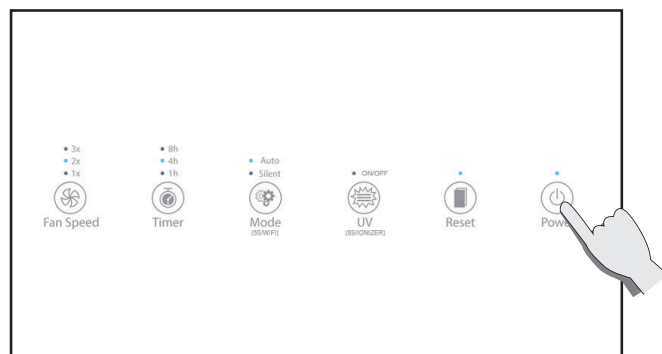 3x
2x
1x
Fan Speed
8h
4h
1h
Timer
Auto
Silent
Mode
(5S/WIFI)
ON/OFF
UV
(5S/IONIZER)
Reset
Powe